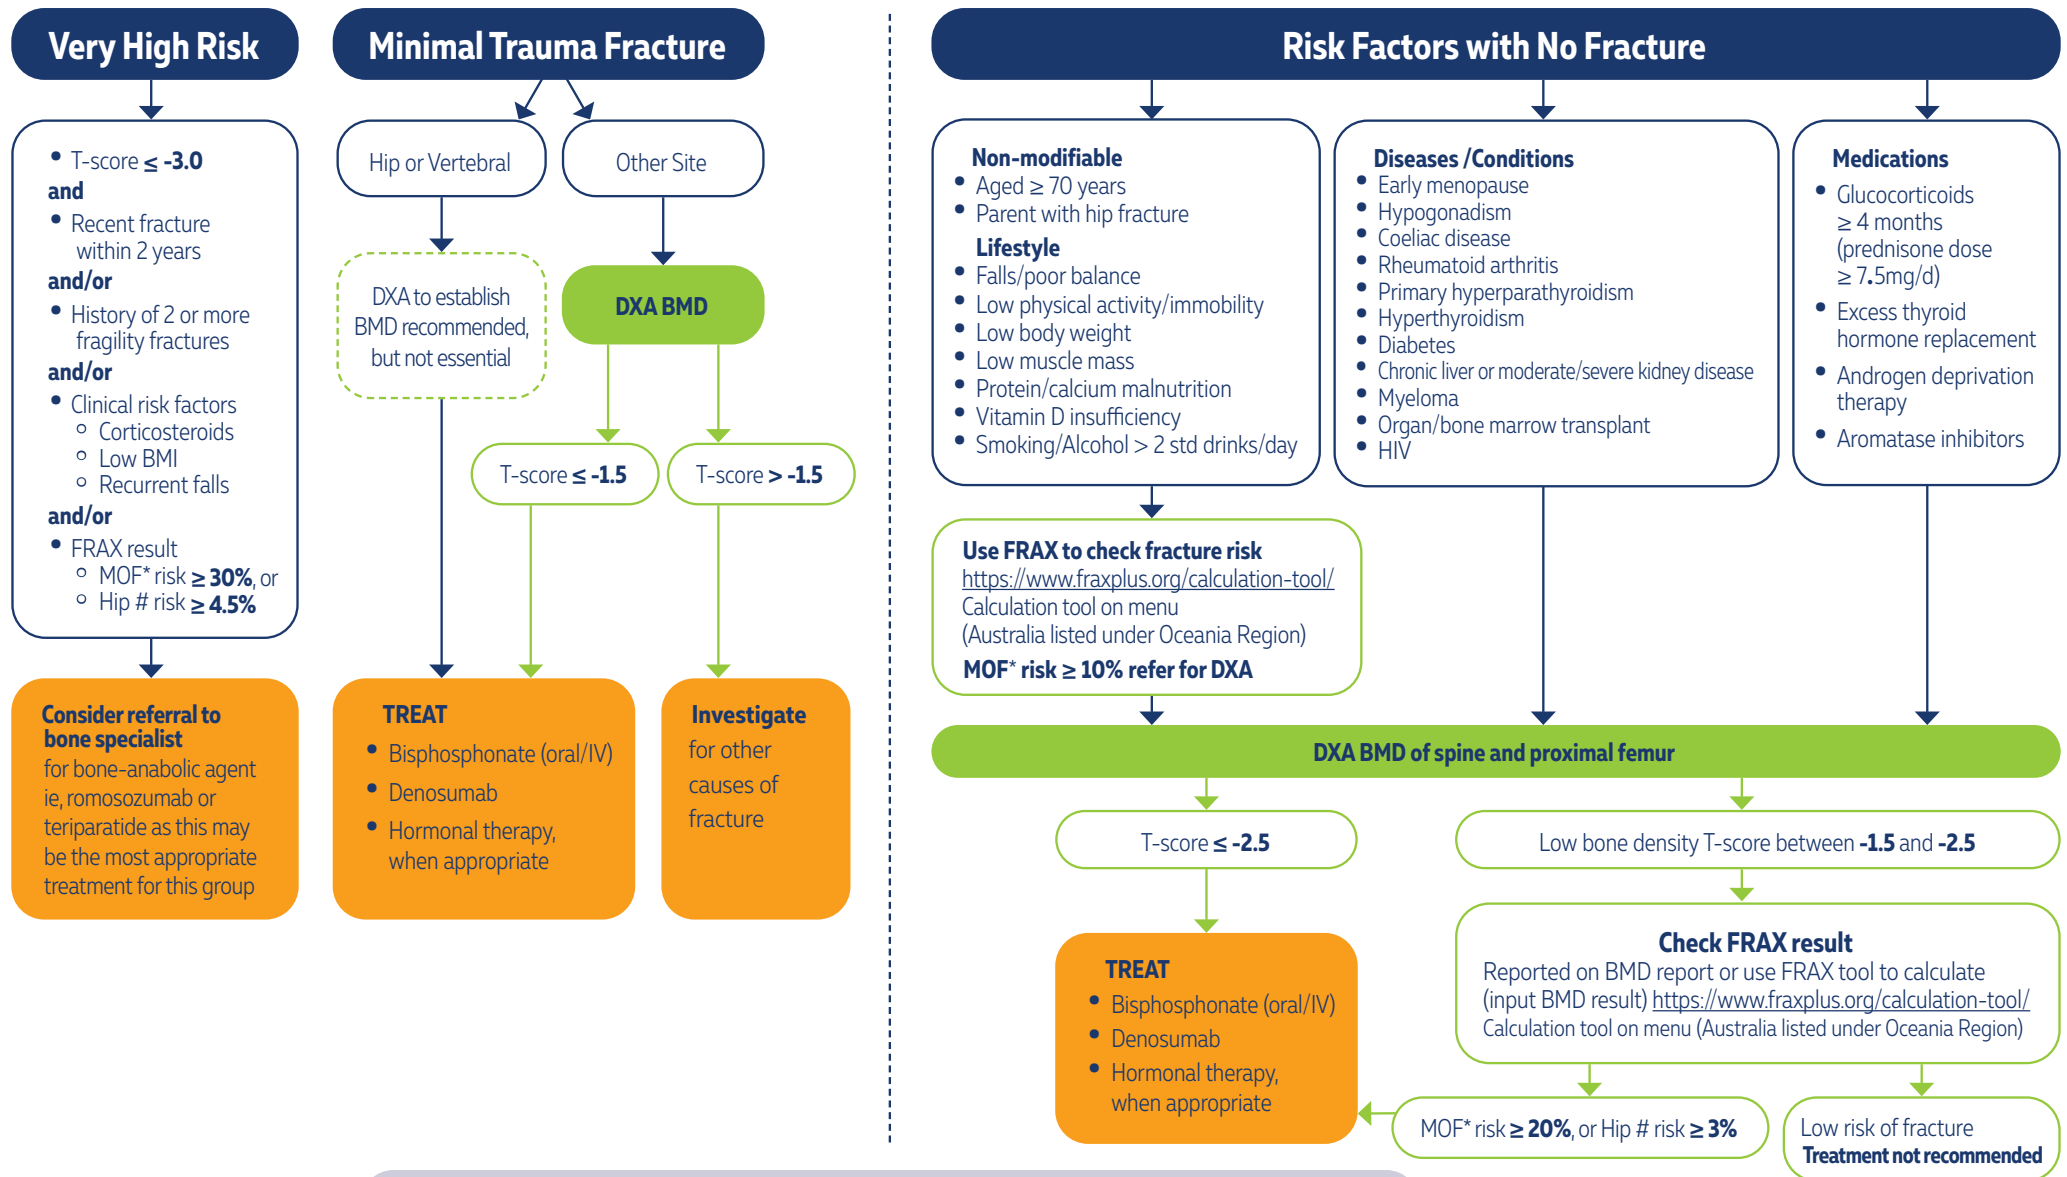 Very High Risk
• T-score ≤ -3.0
and
• Recent fracture
within 2 years
and/or
• History of 2 or more
fragility fractures
and/or
• Clinical risk factors
○ Corticosteroids
○ Low BMI
○ Recurrent falls
and/or
• FRAX result
○ MOF* risk ≥ 30%, or
○ Hip # risk ≥ 4.5%
Consider referral to
bone specialist
for bone-anabolic agent
ie, romosozumab or
teriparatide as this may
be the most appropriate
treatment for this group
Minimal Trauma Fracture
Hip or Vertebral
Other Site
DXA to establish
BMD recommended,
but not essential
DXA BMD
T-score ≤ -1.5
T-score > -1.5
TREAT
• Bisphosphonate (oral/IV)
• Denosumab
• Hormonal therapy,
when appropriate
Investigate
for other
causes of
fracture
Risk Factors with No Fracture
Non-modifiable
• Aged ≥ 70 years
• Parent with hip fracture
Lifestyle
• Falls/poor balance
• Low physical activity/immobility
• Low body weight
• Low muscle mass
• Protein/calcium malnutrition
• Vitamin D insufficiency
• Smoking/Alcohol > 2 std drinks/day
Diseases /Conditions
• Early menopause
• Hypogonadism
• Coeliac disease
• Rheumatoid arthritis
• Primary hyperparathyroidism
• Hyperthyroidism
• Diabetes
• Chronic liver or moderate/severe kidney disease
• Myeloma
• Organ/bone marrow transplant
• HIV
Medications
• Glucocorticoids
≥ 4 months
(prednisone dose
≥ 7.5mg/d)
• Excess thyroid
hormone replacement
• Androgen deprivation
therapy
• Aromatase inhibitors
Use FRAX to check fracture risk
https://www.fraxplus.org/calculation-tool/
Calculation tool on menu
(Australia listed under Oceania Region)
MOF* risk ≥ 10% refer for DXA
DXA BMD of spine and proximal femur
T-score ≤ -2.5
Low bone density T-score between -1.5 and -2.5
TREAT
• Bisphosphonate (oral/IV)
• Denosumab
• Hormonal therapy,
when appropriate
Check FRAX result
Reported on BMD report or use FRAX tool to calculate
(input BMD result) https://www.fraxplus.org/calculation-tool/
Calculation tool on menu (Australia listed under Oceania Region)
MOF* risk ≥ 20%, or Hip # risk ≥ 3%
Low risk of fracture
Treatment not recommended